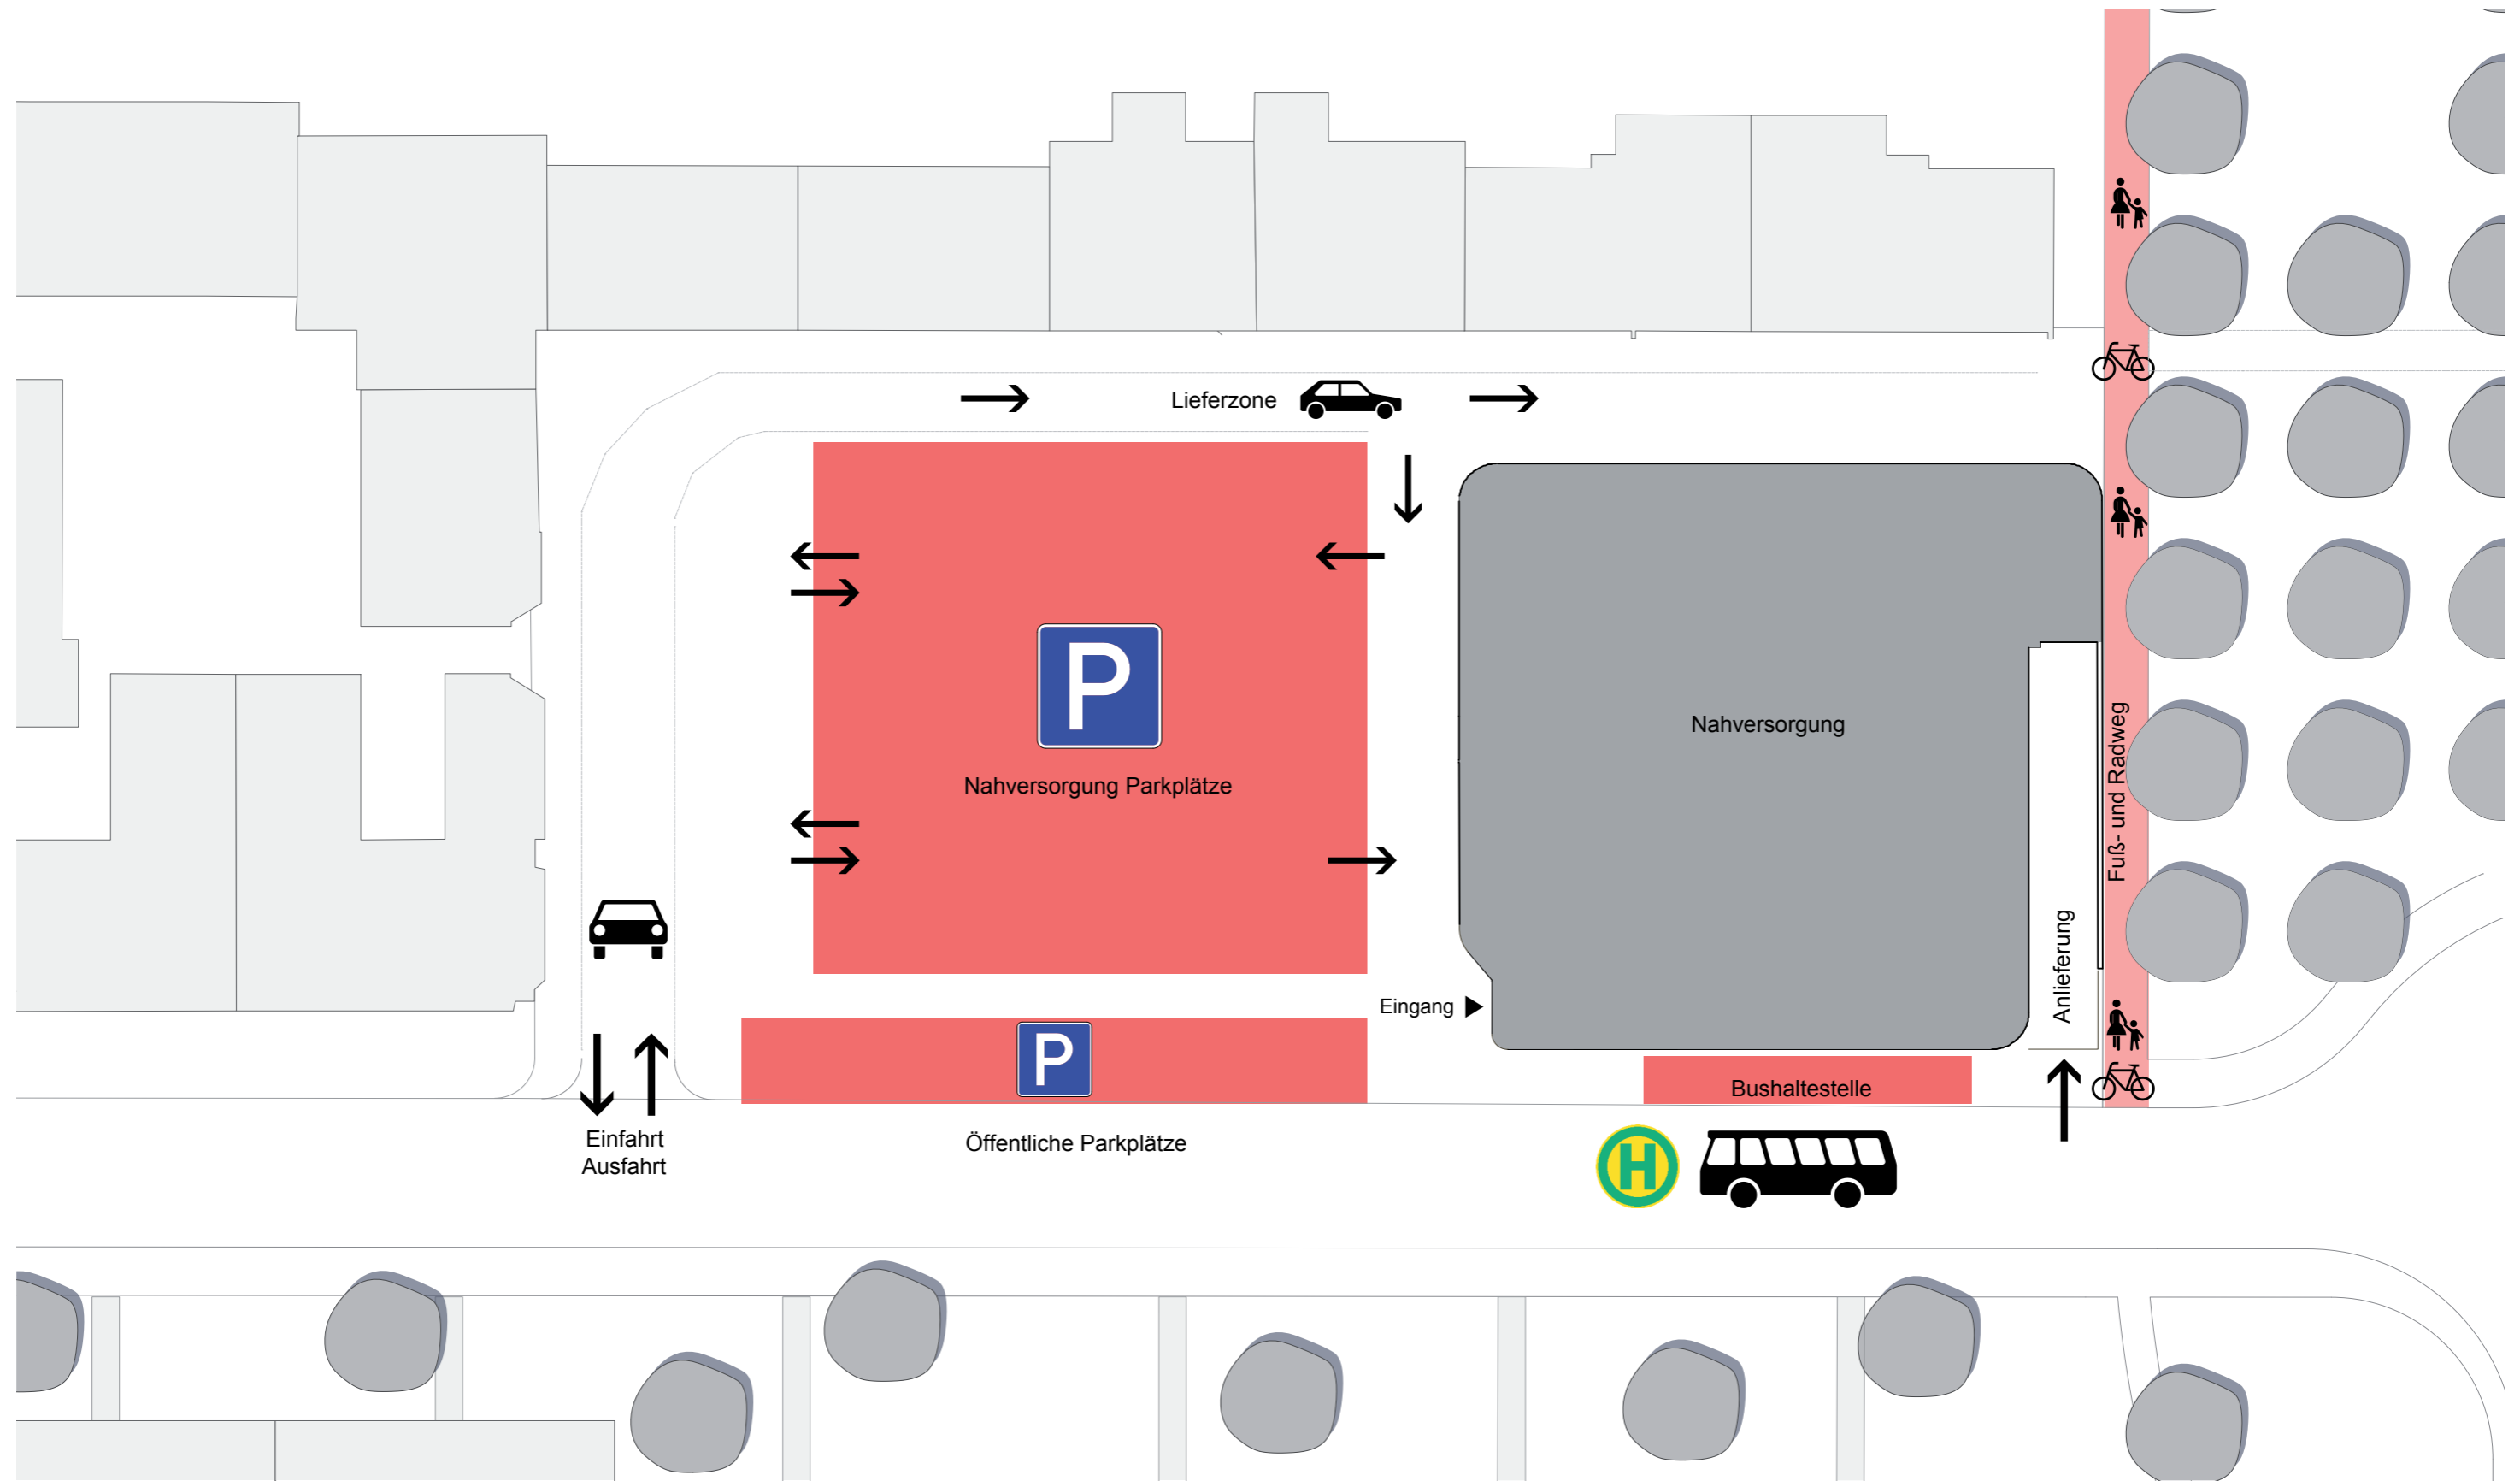 Lieferzone
P
Nahversorgung Parkplätze
Nahversorgung
Fuß- und Radweg
Anlieferung
Eingang
P
Bushaltestelle
Einfahrt
Ausfahrt
Öffentliche Parkplätze
H